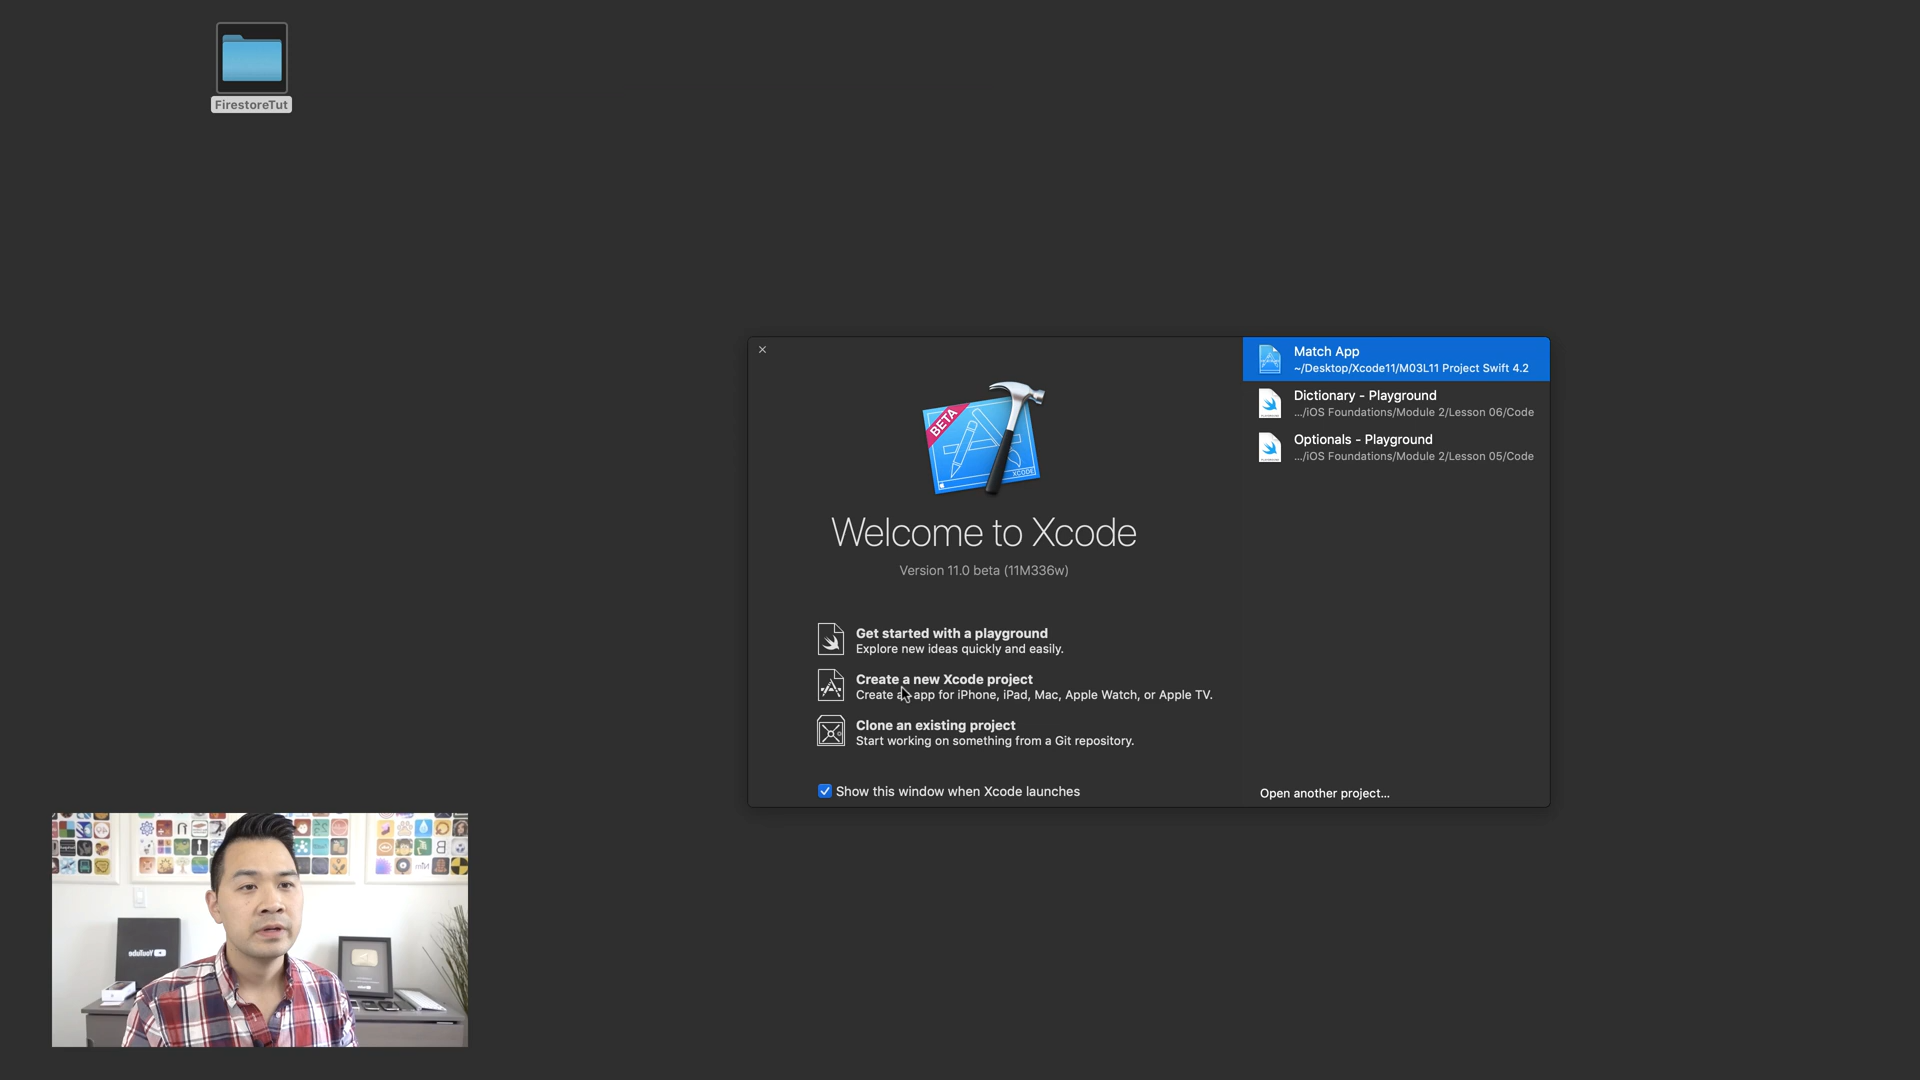 FirestoreTut
BETA
XCODE
Welcome to Xcode
Version 11.0 beta (11M336w)
Get started with a playground
Explore new ideas quickly and easily.
Create a new Xcode project
Create app for iPhone, iPad, Mac, Apple Watch, or Apple TV.
Clone an existing project
Start working on something from a Git repository.
Show this window when Xcode launches
Match App
~/Desktop/Xcode11/M03L11 Project Swift 4.2
Dictionary - Playground
.../iOS Foundations/Module 2/Lesson 06/Code
Optionals - Playground
.../iOS Foundations/Module 2/Lesson 05/Code
Open another project...
YouTube